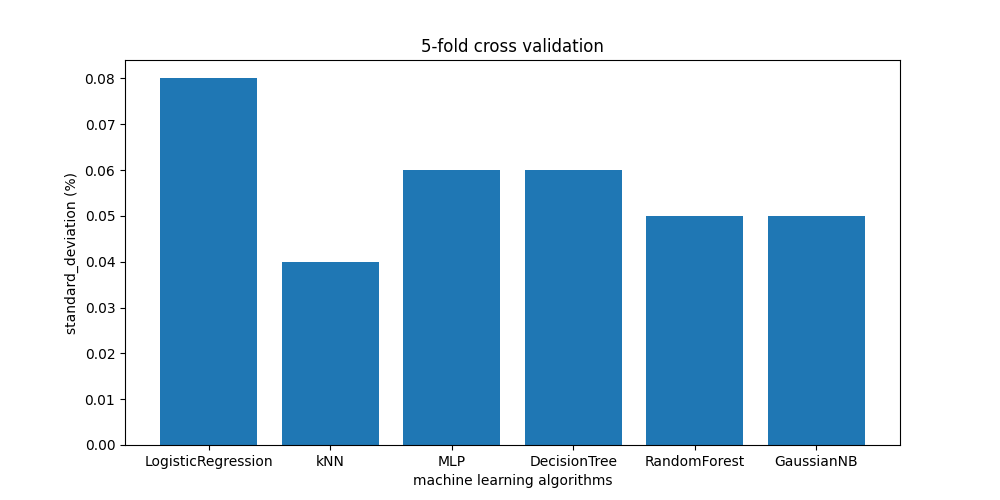 5-fold cross validation
standard_deviation (%)
0.08
0.07
0.06
0.05
0.04
0.03
0.02
0.01
0.00
LogisticRegression kNN MLP DecisionTree RandomForest GaussianNB
machine learning algorithms